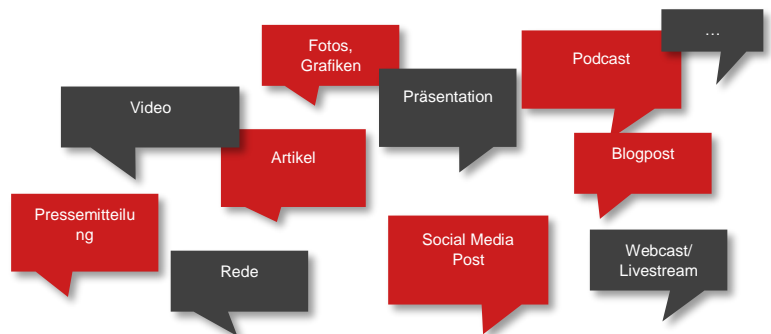 …
Fotos,
Grafiken
Podcast
Präsentation
Video
Artikel
Blogpost
Pressemitteilu
ng
Social Media
Post
Webcast/
Livestream
Rede